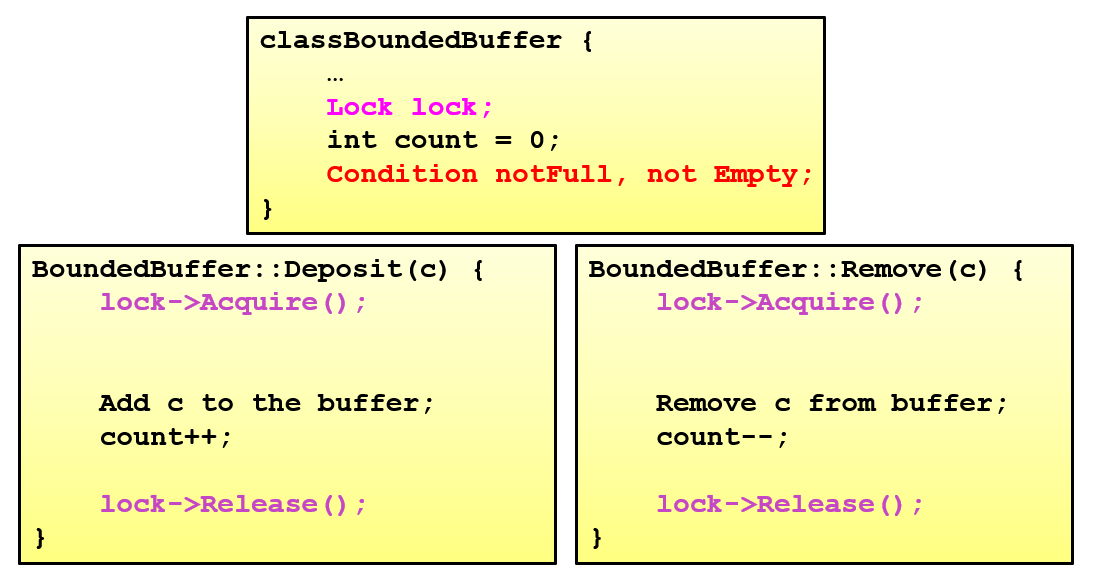 classBoundedBuffer {
…
Lock lock;
int count = 0;
Condition notFull, not Empty;
}
BoundedBuffer::Deposit(c) {
lock->Acquire();
Add c to the buffer;
count++;
lock->Release();
}
BoundedBuffer::Remove(c) {
lock->Acquire();
Remove c from buffer;
count--;
lock->Release();
}